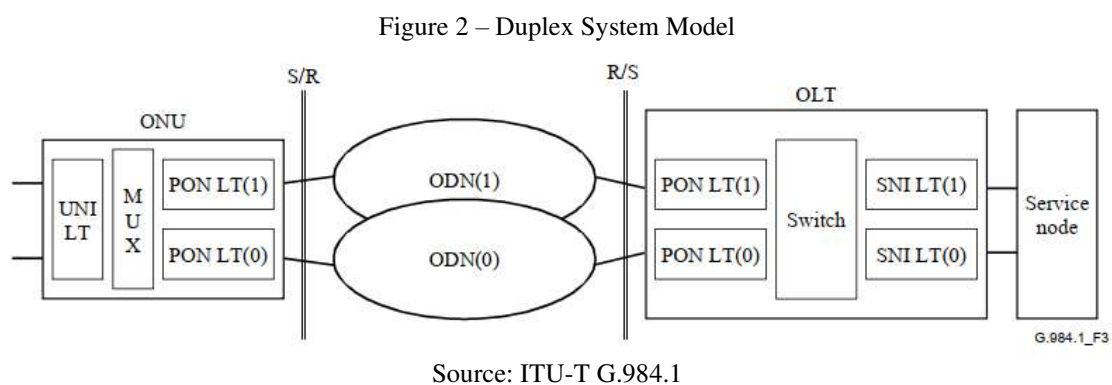 Figure 2 – Duplex System Model
S/R
R/S
OLT
ONU
PON LT(1)
ODN(1)
PON LT(1)
SNI LT(1)
UNI
LT
M
U
X
Switch
Service
node
PON LT(0)
ODN(0)
PON LT(0)
SNI LT(0)
G.984.1_F3
Source: ITU-T G.984.1